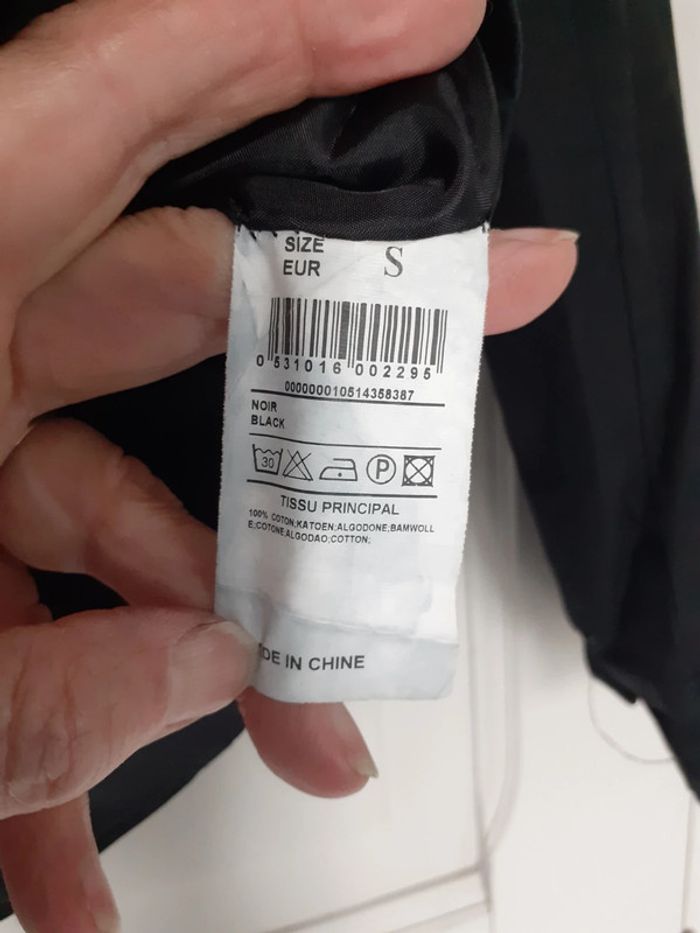 SIZE
EUR S
0 531016 002295
000000010514358387
NOIR
BLACK
30 P
TISSU PRINCIPAL
100% COTON;KATOEN;ALGODONE;BAMWOLL
E;COTONE;ALGODAO;COTTON;
DE IN CHINE